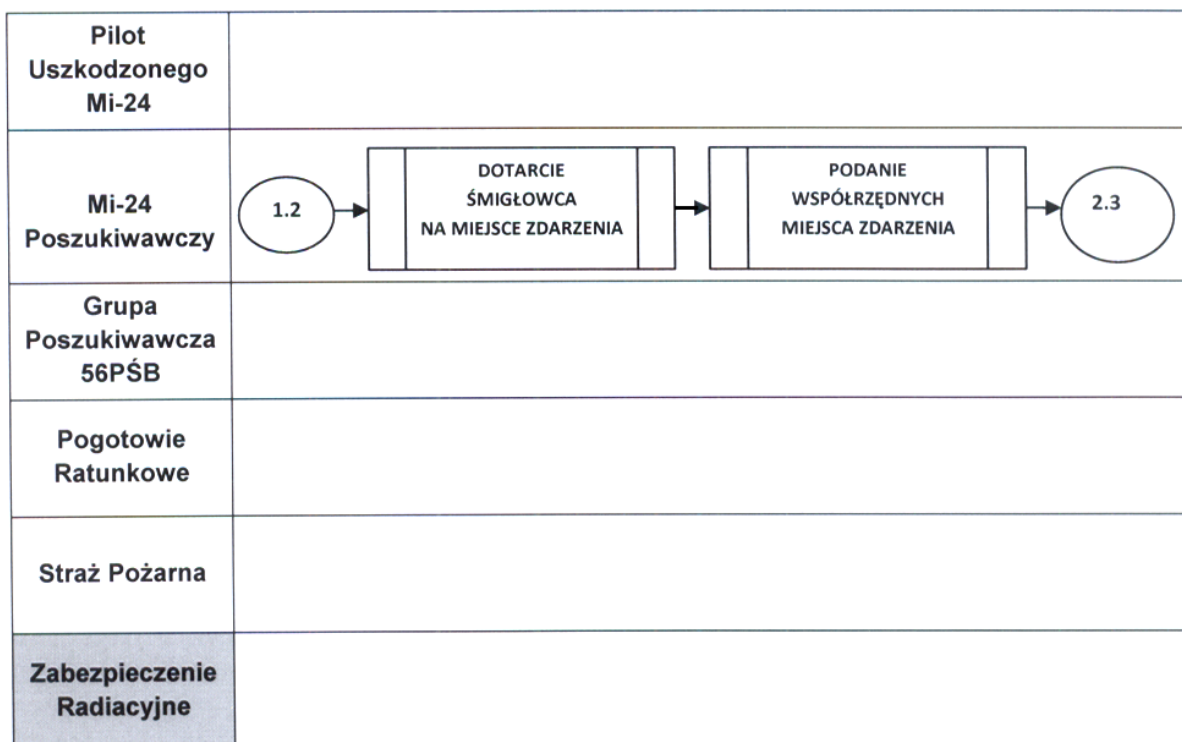 Pilot
Uszkodzonego
Mi-24
Mi-24
Poszukiwawczy
1.2
DOTARCIE
ŚMIGŁOWCA
NA MIEJSCE ZDARZENIA
PODANIE
WSPÓŁRZĘDNYCH
MIEJSCA ZDARZENIA
2.3
Grupa
Poszukiwawcza
56PŚB
Pogotowie
Ratunkowe
Straż Pożarna
Zabezpieczenie
Radiacyjne